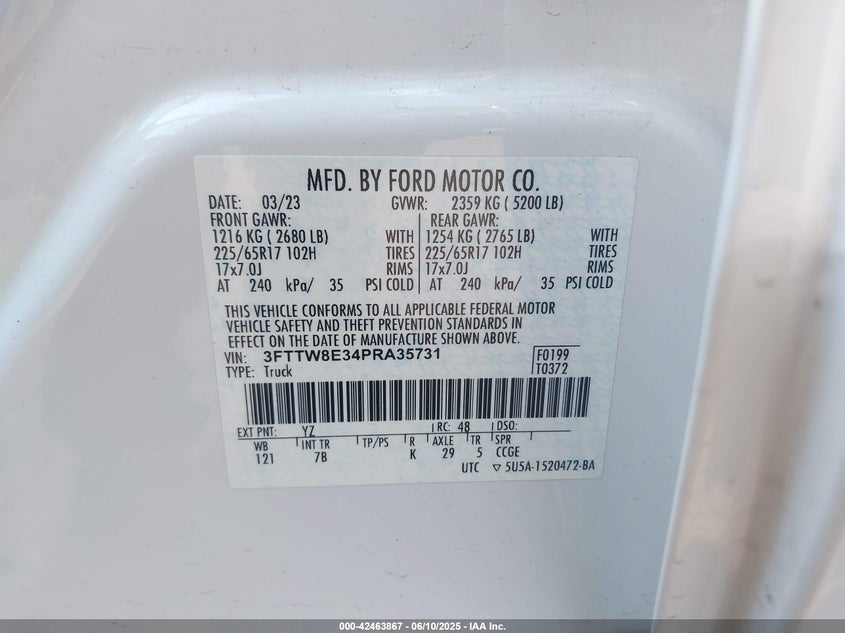 MFD. BY FORD MOTOR CO.
DATE: 03/23 GVWR: 2359 KG ( 5200 LB)
FRONT GAWR: REAR GAWR:
1216 KG ( 2680 LB) WITH 1254 KG ( 2765 LB) WITH
225/65R17 102H TIRES 225/65R17 102H TIRES
17x7.0J RIMS 17x7.0J RIMS
AT 240 kPa/ 35 PSI COLD AT 240 kPa/ 35 PSI COLD
THIS VEHICLE CONFORMS TO ALL APPLICABLE FEDERAL MOTOR
VEHICLE SAFETY AND THEFT PREVENTION STANDARDS IN
EFFECT ON THE DATE OF MANUFACTURE SHOWN ABOVE.
VIN: 3FTTW8E34PRA35731 F0199
TYPE: Truck T0372
EXT PNT: YZ RC: 48 DSO:
WB INT TR TP/PS R AXLE TR SPR
121 7B K 29 5 CCGE
UTC ▽ 5U5A-1520472-BA
000-42463867 - 06/10/2025 - IAA Inc.